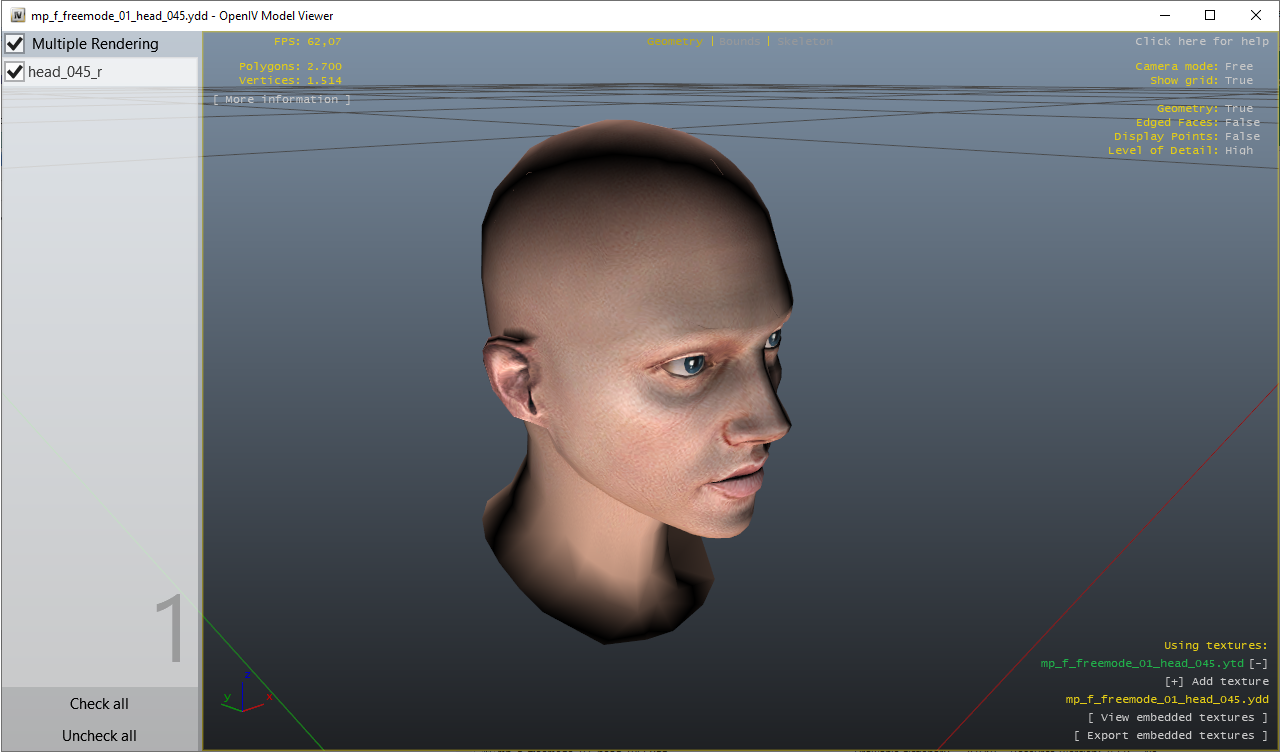 mp_f_freemode_01_head_045.ydd - OpenIV Model Viewer
Multiple Rendering
head_045_r
1
Check all
Uncheck all
FPS: 62,07
Polygons: 2.700
Vertices: 1.514
[ More information ]
Geometry | Bounds | Skeleton
Click here for help
Camera mode: Free
Show grid: True
Geometry: True
Edged Faces: False
Display Points: False
Level of Detail: High
z
y
x
Using textures:
mp_f_freemode_01_head_045.ytd [-]
[+] Add texture
mp_f_freemode_01_head_045.ydd
[ View embedded textures ]
[ Export embedded textures ]